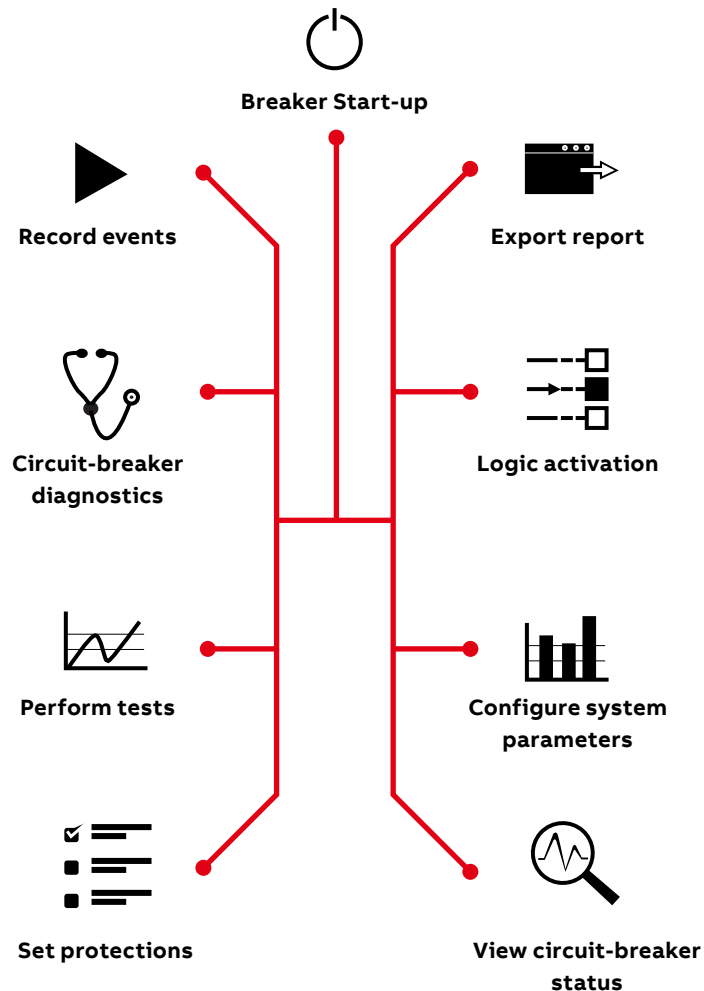 Breaker Start-up
Record events
Export report
Circuit-breaker
diagnostics
Logic activation
Perform tests
Configure system
parameters
Set protections
View circuit-breaker
status